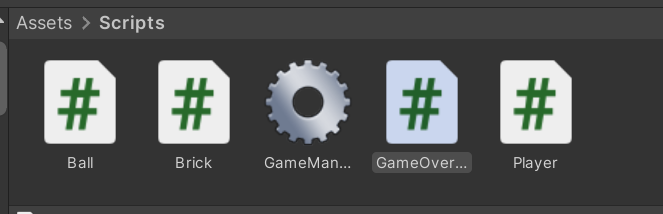 Assets > Scripts
Ball
Brick
GameMan...
GameOver...
Player